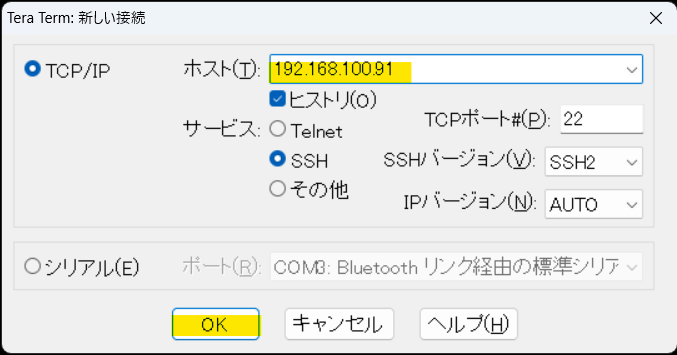 Tera Term: 新しい接続
TCP/IP ホスト(T): 192.168.100.91
ヒストリ(O)
サービス: Telnet TCPポート#(P): 22
SSH SSHバージョン(V): SSH2
その他 IPバージョン(N): AUTO
シリアル(E) ポート(R): COM3: Bluetooth リンク経由の標準シリア
OK キャンセル ヘルプ(H)